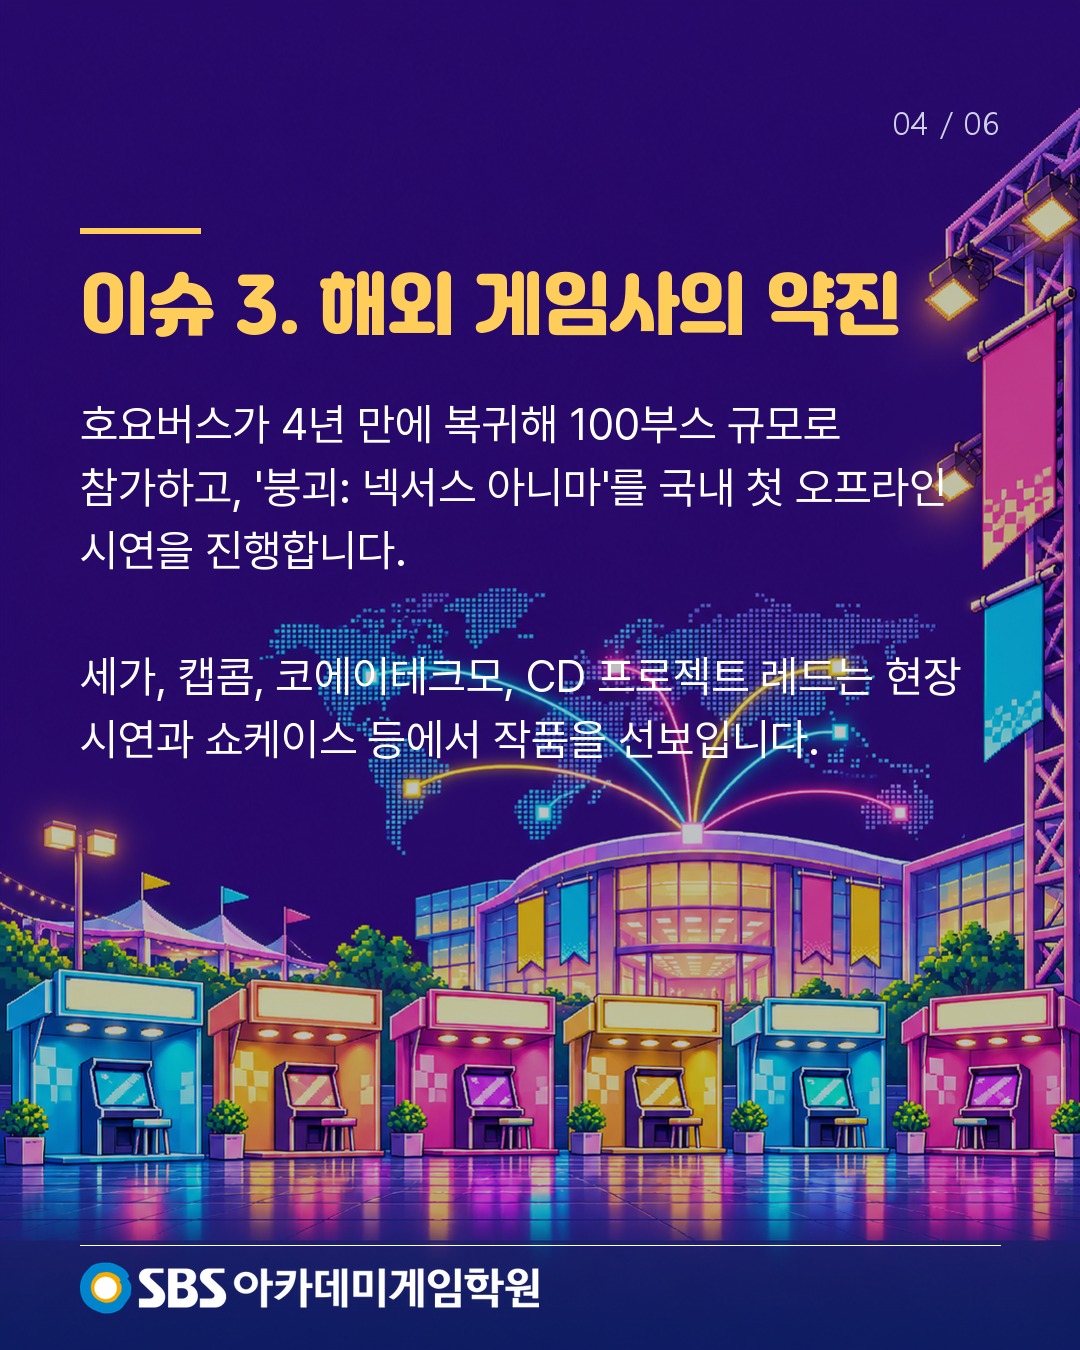 04 / 06
이슈 3. 해외 게임사의 약진
호요버스가 4년 만에 복귀해 100부스 규모로
참가하고, '붕괴: 넥서스 아니마'를 국내 첫 오프라인
시연을 진행합니다.
세가, 캡콤, 코에이테크모, CD 프로젝트 레드는 현장
시연과 쇼케이스 등에서 작품을 선보입니다.
SBS 아카데미게임학원